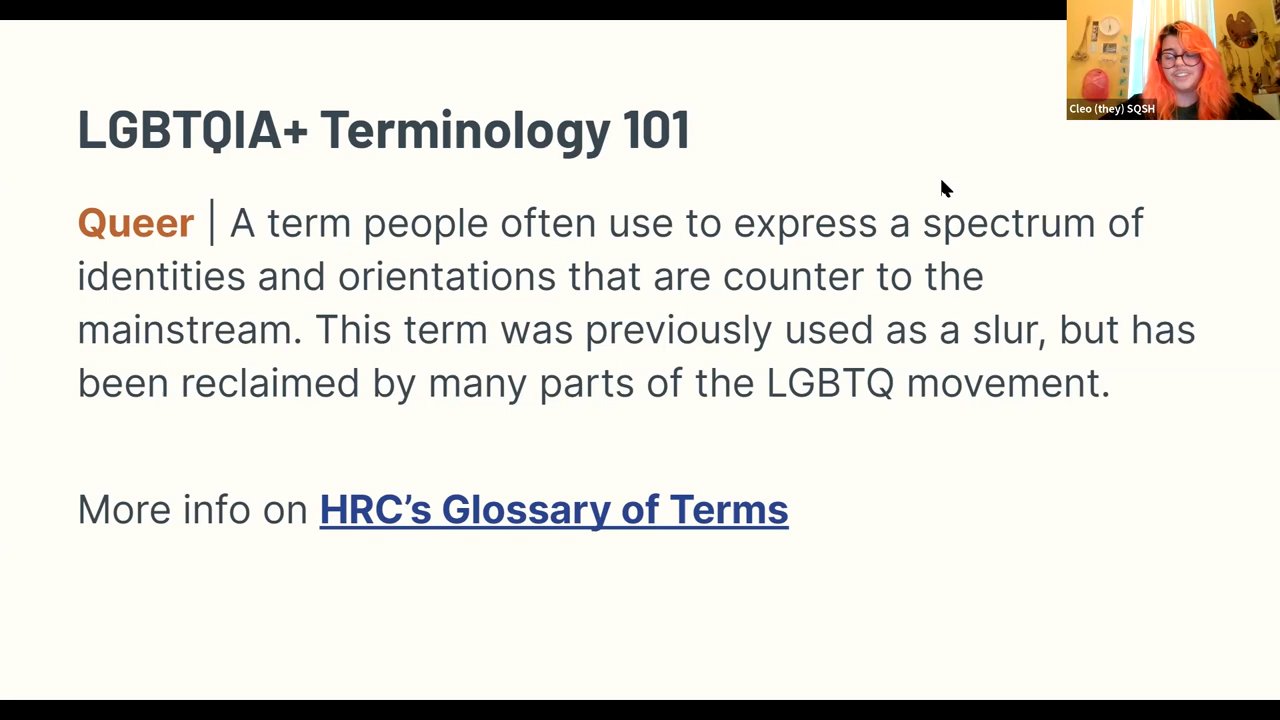 LGBTQIA+ Terminology 101
Queer | A term people often use to express a spectrum of
identities and orientations that are counter to the
mainstream. This term was previously used as a slur, but has
been reclaimed by many parts of the LGBTQ movement.
More info on HRC’s Glossary of Terms
Cleo (they) SQSH